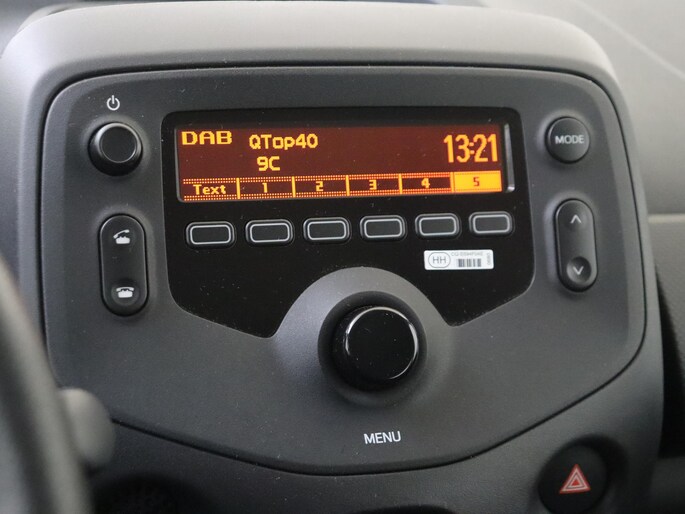 DAB QTop40 13:21
9C
Text 1 2 3 4 5
MODE
HH
MENU